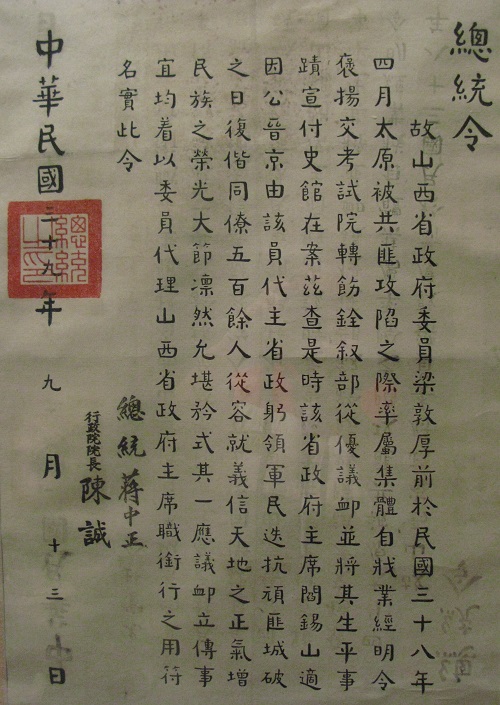 總統令
故山西省政府委員梁敦厚前於民國三十八年
四月太原被共匪攻陷之際率屬集體自戕業經明令
褒揚交考試院轉飭銓叙部從優議卹並將其生平事
蹟宣付史館在案茲查是時該省政府主席閻錫山適
因公晉京由該員代主省政躬領軍民迭抗頑匪城破
之日復偕同僚五百餘人從容就義信天地之正氣增
民族之榮光大節凛然允堪矜式其一應議卹立傳事
宜均着以委員代理山西省政府主席職銜行之用符
名實此令
總統 蔣中正
行政院院長 陳誠
中華民國三十九年九月十三日
總統之印